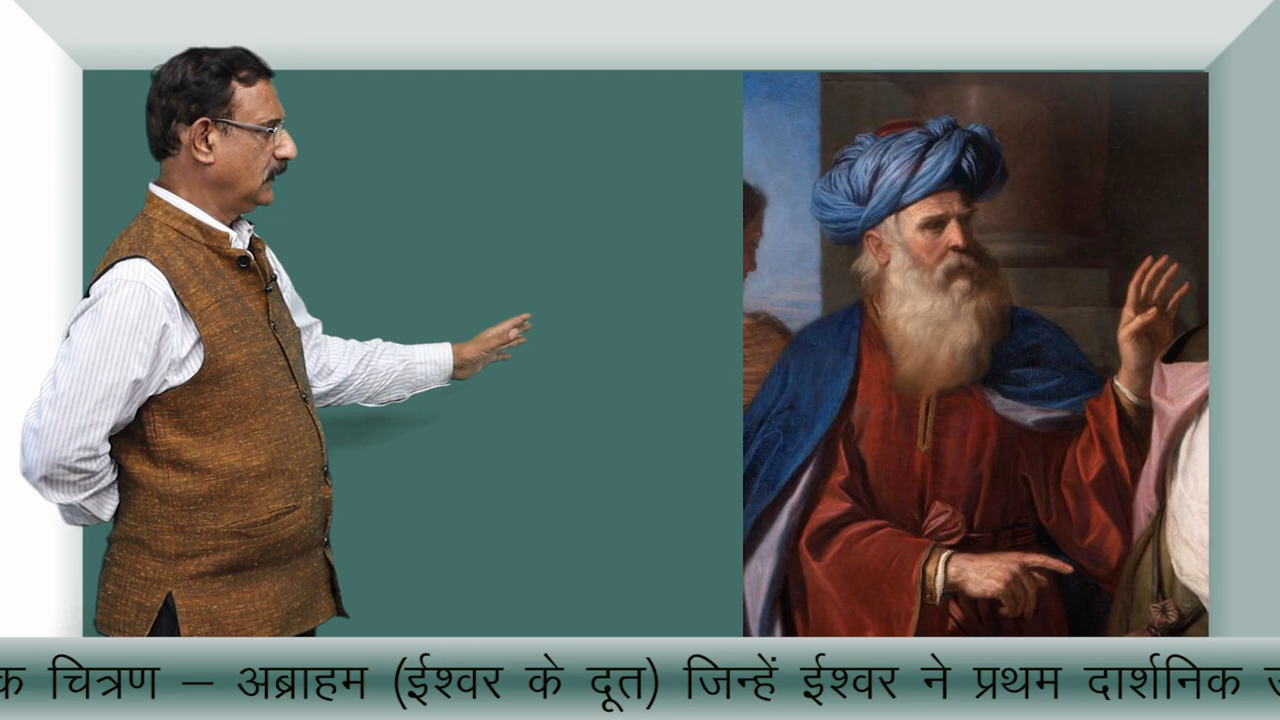 क चित्रण – अब्राहम (ईश्वर के दूत) जिन्हें ईश्वर ने प्रथम दार्शनिक